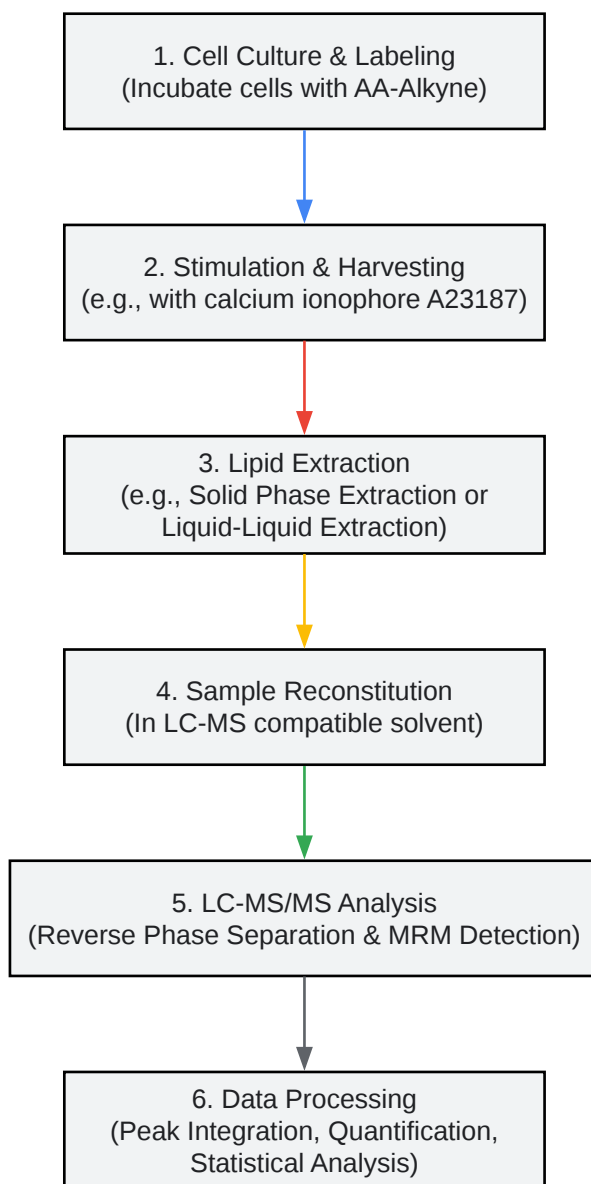 1. Cell Culture & Labeling
(Incubate cells with AA-Alkyne)
2. Stimulation & Harvesting
(e.g., with calcium ionophore A23187)
3. Lipid Extraction
(e.g., Solid Phase Extraction or
Liquid-Liquid Extraction)
4. Sample Reconstitution
(In LC-MS compatible solvent)
5. LC-MS/MS Analysis
(Reverse Phase Separation & MRM Detection)
6. Data Processing
(Peak Integration, Quantification,
Statistical Analysis)